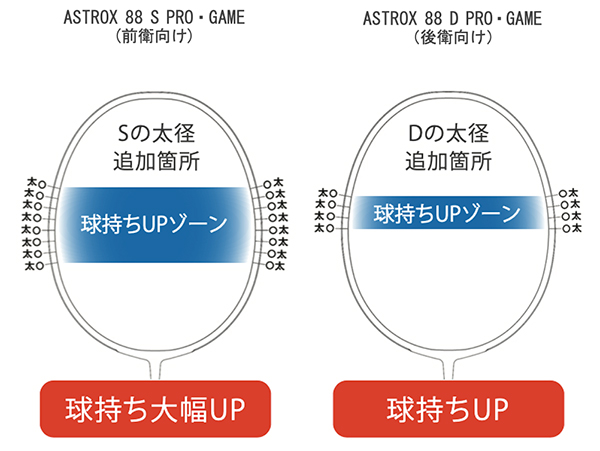 ASTROX 88 S PRO・GAME
(前衛向け)
Sの太径
追加箇所
太
太
太
太
太
太
太
太
球持ちUPゾーン
太
太
太
太
太
太
太
太
球持ち大幅UP
ASTROX 88 D PRO・GAME
(後衛向け)
Dの太径
追加箇所
太
太
太
太
球持ちUPゾーン
太
太
太
太
球持ちUP